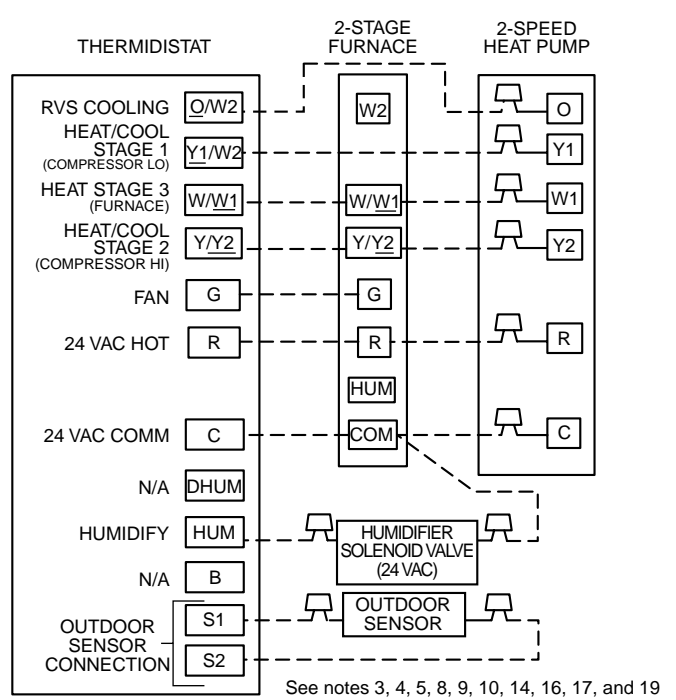 THERMIDISTAT
2-STAGE
FURNACE
2-SPEED
HEAT PUMP
RVS COOLING
O/W2
W2
O
HEAT/COOL
STAGE 1
(COMPRESSOR LO)
Y1/W2
Y1
HEAT STAGE 3
(FURNACE)
W/W1
W/W1
W1
HEAT/COOL
STAGE 2
(COMPRESSOR HI)
Y/Y2
Y/Y2
Y2
FAN
G
G
24 VAC HOT
R
R
R
HUM
24 VAC COMM
C
COM
C
N/A
DHUM
HUMIDIFY
HUM
HUMIDIFIER
SOLENOID VALVE
(24 VAC)
N/A
B
OUTDOOR
SENSOR
CONNECTION
S1
S2
OUTDOOR
SENSOR
See notes 3, 4, 5, 8, 9, 10, 14, 16, 17, and 19